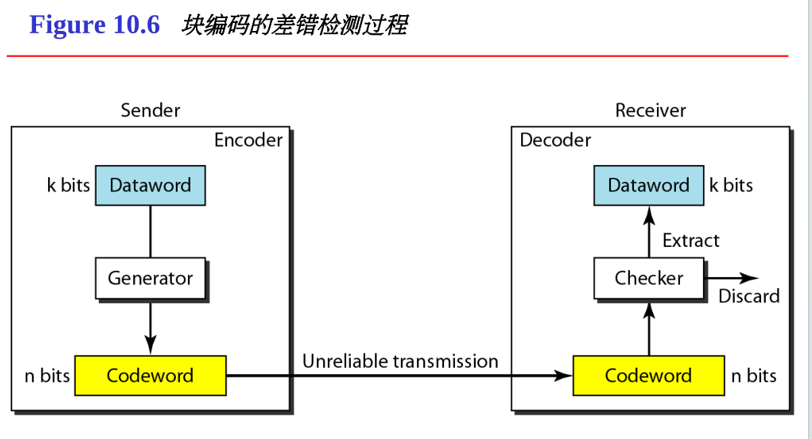 Figure 10.6 块编码的差错检测过程
Sender
Receiver
Encoder
Decoder
k bits
Dataword
Dataword
k bits
Extract
Generator
Checker
Discard
Unreliable transmission
n bits
Codeword
Codeword
n bits